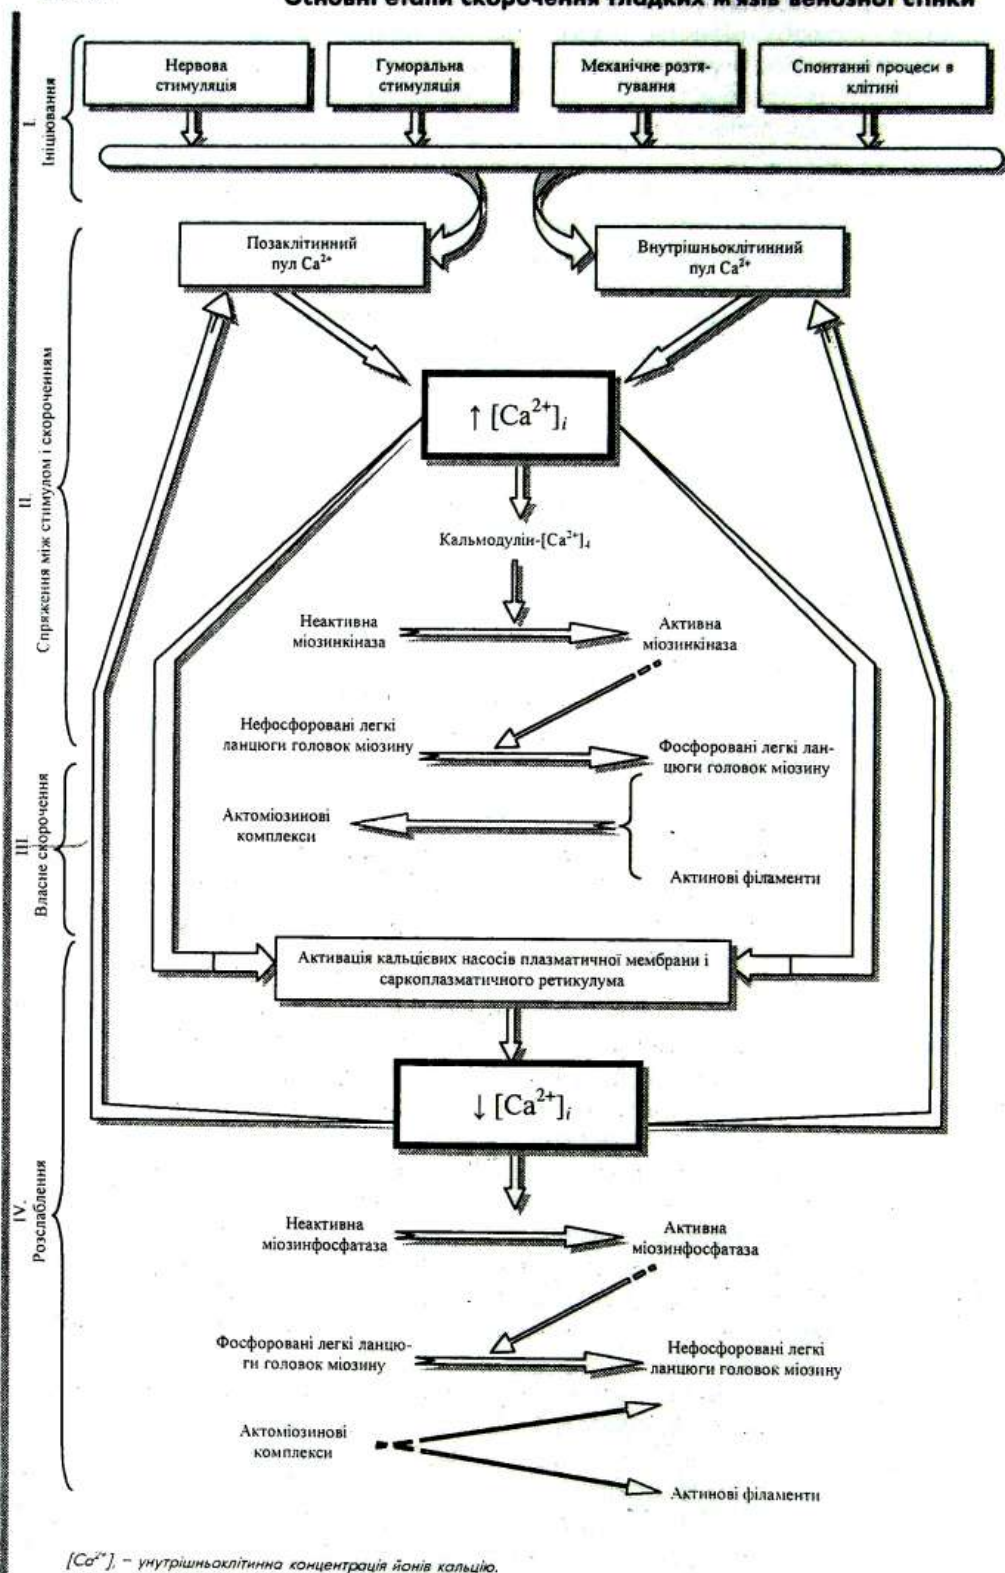 Основні етапи скорочення гладких м'язів венозної стінки
I.
Ініціювання
Нервова
стимуляція
Гуморальна
стимуляція
Механічне розтя-
гування
Спонтанні процеси в
клітині
II.
Спряження між стимулом і скороченням
Позаклітинний
пул Ca²⁺
Внутрішньоклітинний
пул Ca²⁺
↑ [Ca²⁺]ᵢ
Кальмодулін-[Ca²⁺]₄
Неактивна
міозинкіназа
Активна
міозинкіназа
Нефосфоровані легкі
ланцюги головок міозину
Фосфоровані легкі лан-
цюги головок міозину
III.
Власне скорочення
Актоміозинові
комплекси
Актинові філаменти
IV.
Розслаблення
Активація кальцієвих насосів плазматичної мембрани і
саркоплазматичного ретикулума
↓ [Ca²⁺]ᵢ
Неактивна
міозинфосфатаза
Активна
міозинфосфатаза
Фосфоровані легкі ланцю-
ги головок міозину
Нефосфоровані легкі
ланцюги головок міозину
Актоміозинові
комплекси
Актинові філаменти
[Ca²⁺]ᵢ – унутрішньоклітинна концентрація йонів кальцію.